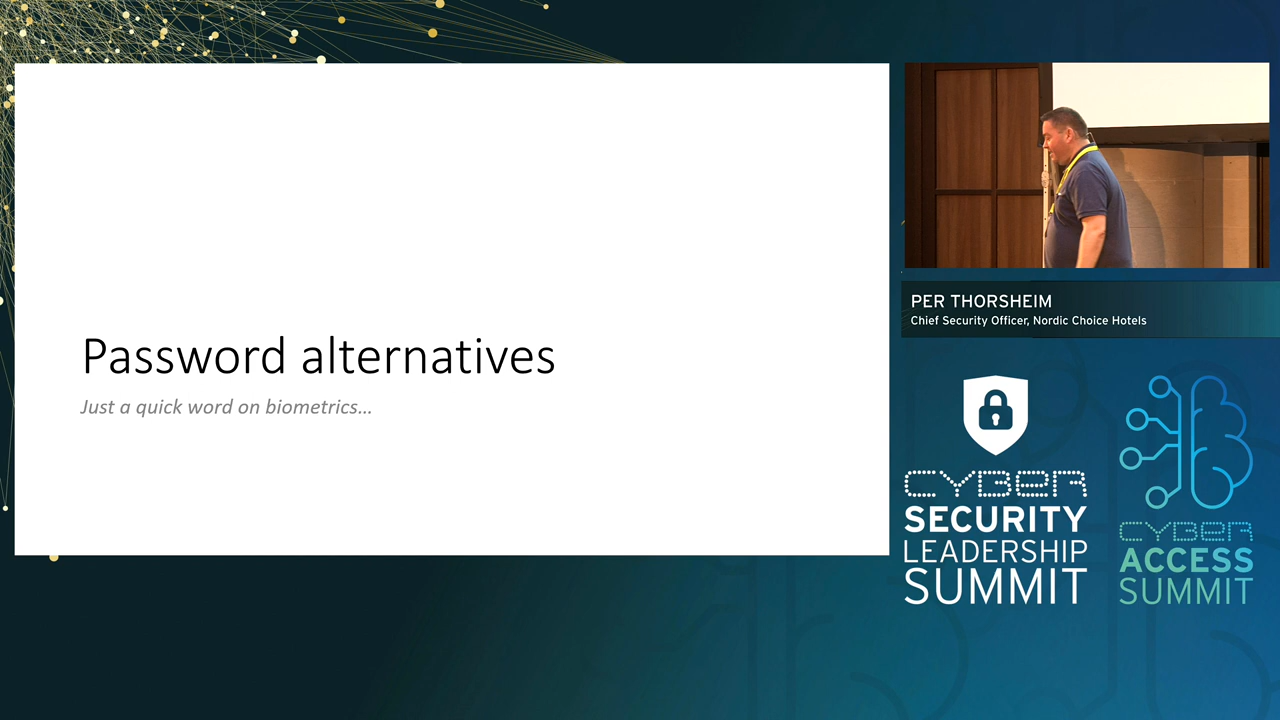 Password alternatives
Just a quick word on biometrics...
PER THORSHEIM
Chief Security Officer, Nordic Choice Hotels
CYBER
SECURITY
LEADERSHIP
SUMMIT
CYBER
ACCESS
SUMMIT